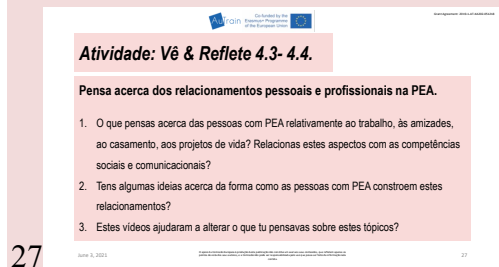 AuTrain
Co-funded by the
Erasmus+ Programme
of the European Union
Atividade: Vê & Reflete 4.3- 4.4.
Pensa acerca dos relacionamentos pessoais e profissionais na PEA.
1. O que pensas acerca das pessoas com PEA relativamente ao trabalho, às amizades,
ao casamento, aos projetos de vida? Relacionas estes aspectos com as competências
sociais e comunicacionais?
2. Tens algumas ideias acerca da forma como as pessoas com PEA constroem estes
relacionamentos?
3. Estes vídeos ajudaram a alterar o que tu pensavas sobre estes tópicos?
27
June 3, 2021
27